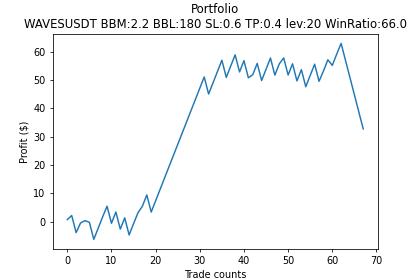 Portfolio
WAVESUSDT BBM:2.2 BBL:180 SL:0.6 TP:0.4 lev:20 WinRatio:66.0
60
50
40
30
20
10
0
Profit ($)
0 10 20 30 40 50 60 70
Trade counts